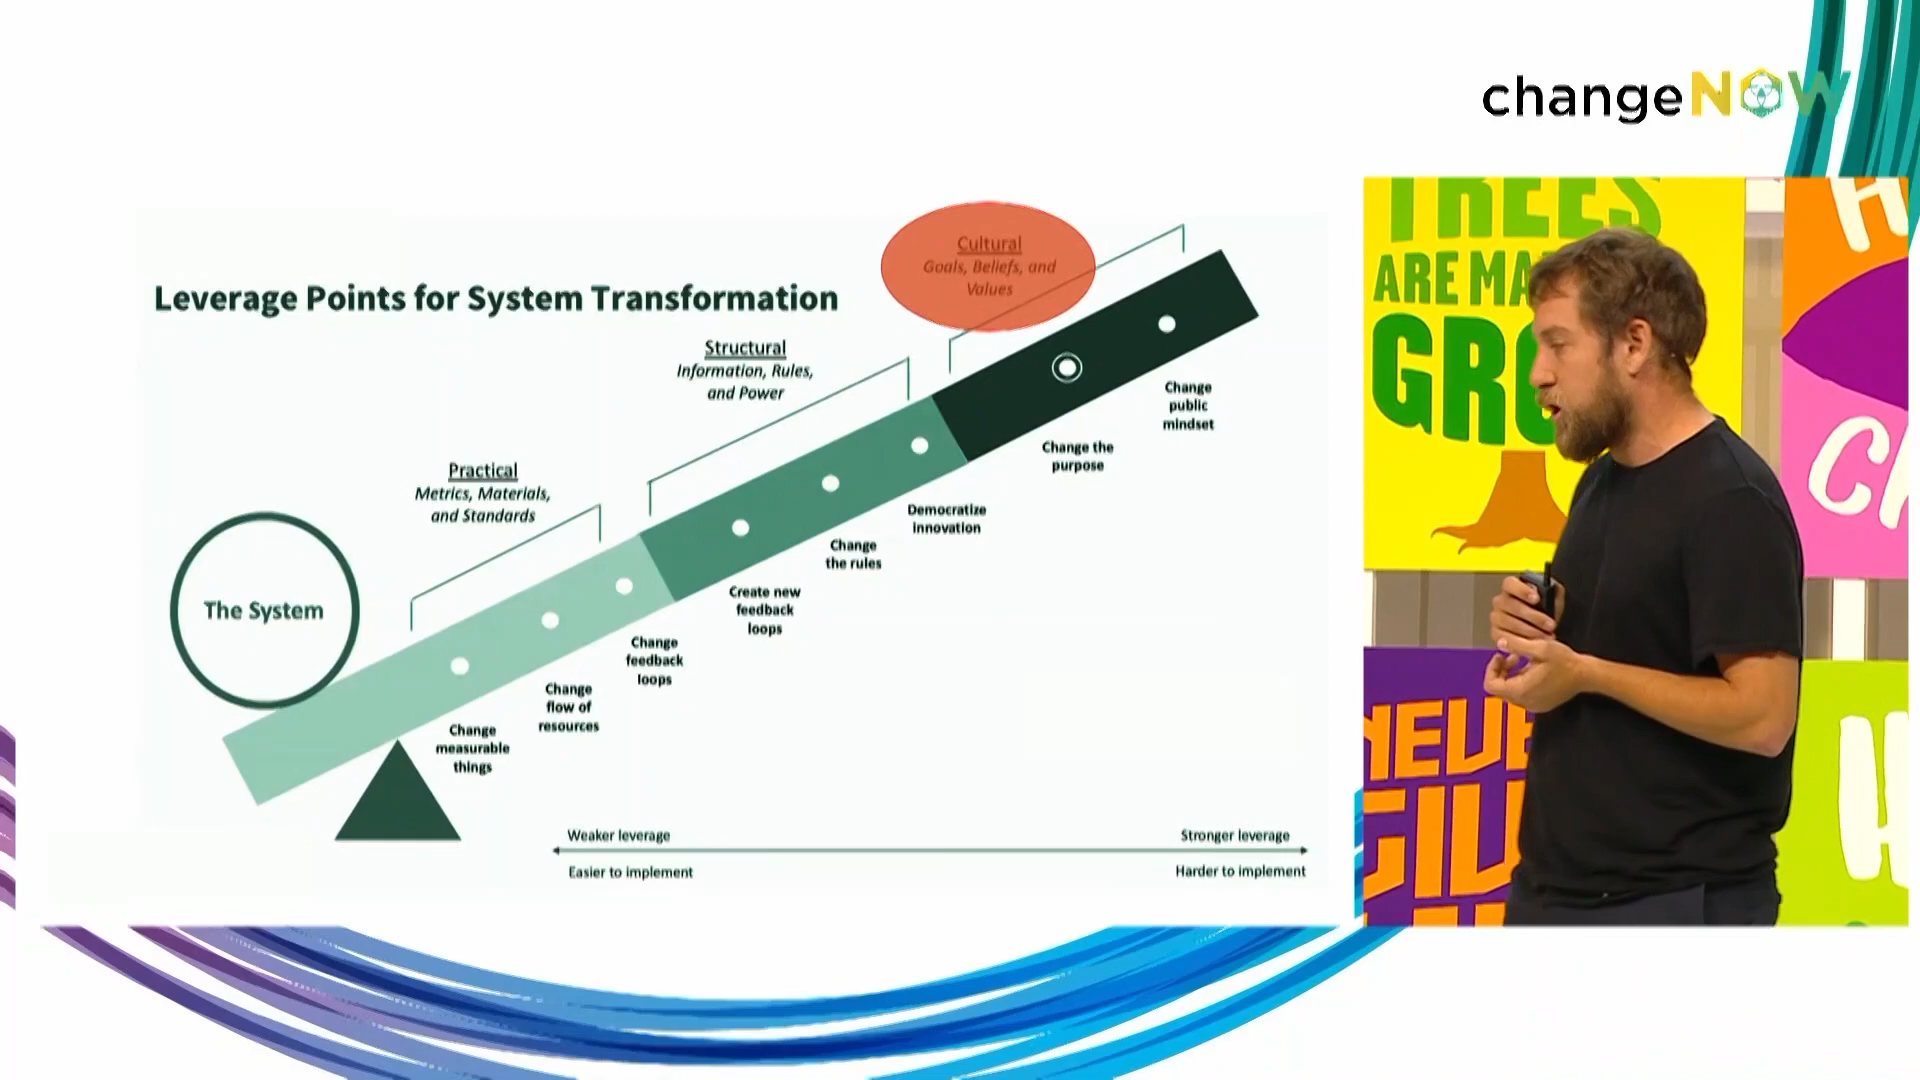 changeNOW
Leverage Points for System Transformation
Cultural
Goals, Beliefs, and
Values
Structural
Information, Rules,
and Power
Practical
Metrics, Materials,
and Standards
The System
Change
measurable
things
Change
flow of
resources
Change
feedback
loops
Create new
feedback
loops
Change
the rules
Democratize
innovation
Change the
purpose
Change
public
mindset
Weaker leverage
Stronger leverage
Easier to implement
Harder to implement
TREES
ARE MA
GRO